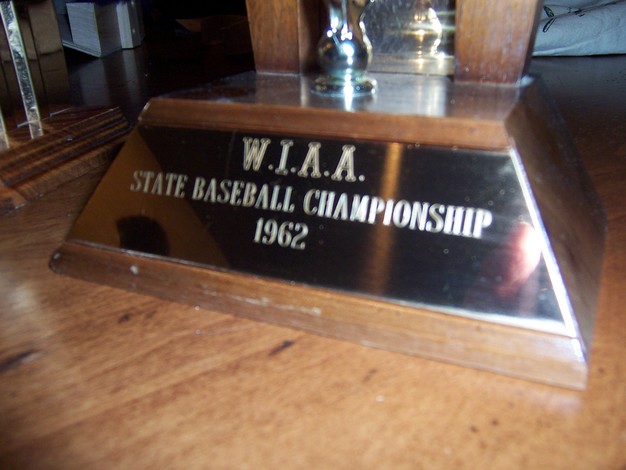 W.I.A.A.
STATE BASEBALL CHAMPIONSHIP
1962